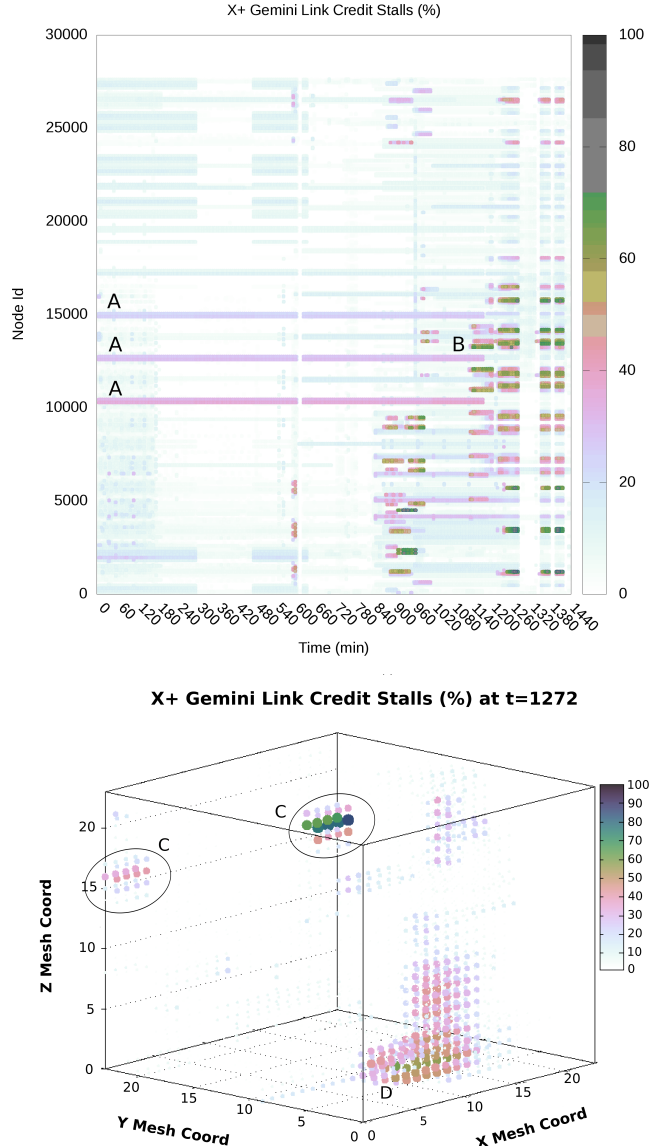 X+ Gemini Link Credit Stalls (%)
30000
25000
20000
15000
10000
5000
0
Node Id
A
A
A
B
100
80
60
40
20
0
0 60 120 180 240 300 360 420 480 540 600 660 720 780 840 900 960 1020 1080 1140 1200 1260 1320 1380 1440
Time (min)
X+ Gemini Link Credit Stalls (%) at t=1272
C
C
D
20
15
10
5
0
Z Mesh Coord
20 15 10 5 0
Y Mesh Coord
0 5 10 15 20
X Mesh Coord
100
90
80
70
60
50
40
30
20
10
0